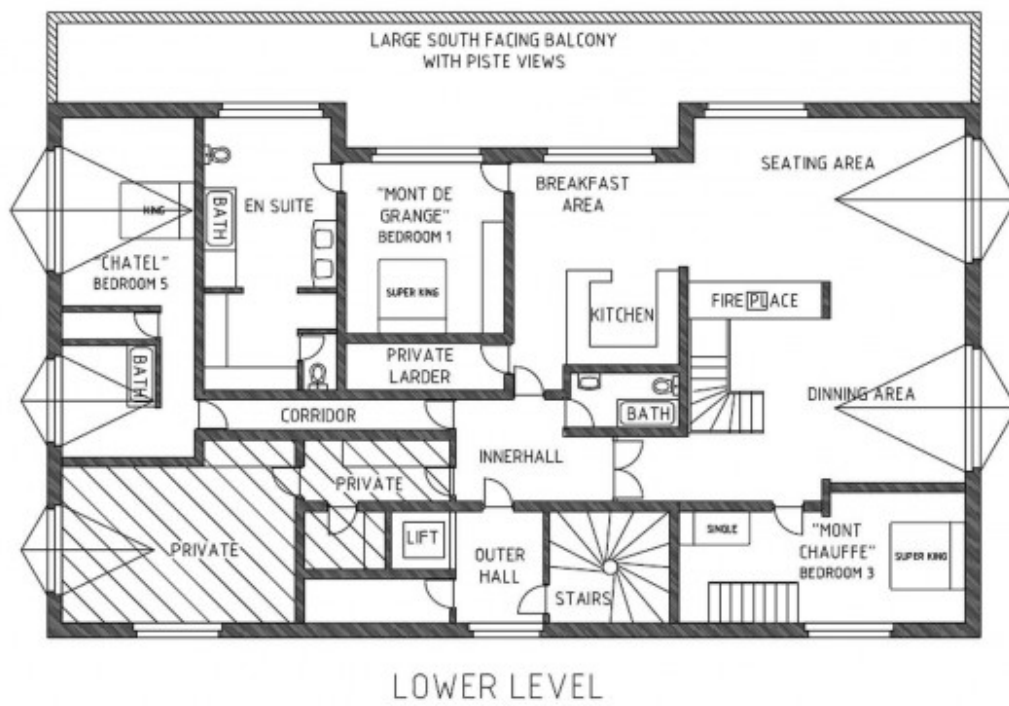 LARGE SOUTH FACING BALCONY
WITH PISTE VIEWS
SEATING AREA
BREAKFAST
AREA
"MONT DE
GRANGE"
BEDROOM 1
EN SUITE
BATH
KING
"CHATEL"
BEDROOM 5
SUPER KING
FIREPLACE
KITCHEN
PRIVATE
LARDER
BATH
DINNING AREA
BATH
CORRIDOR
INNERHALL
PRIVATE
SINGLE
"MONT
CHAUFFE"
BEDROOM 3
SUPER KING
LIFT
OUTER
HALL
PRIVATE
STAIRS
LOWER LEVEL